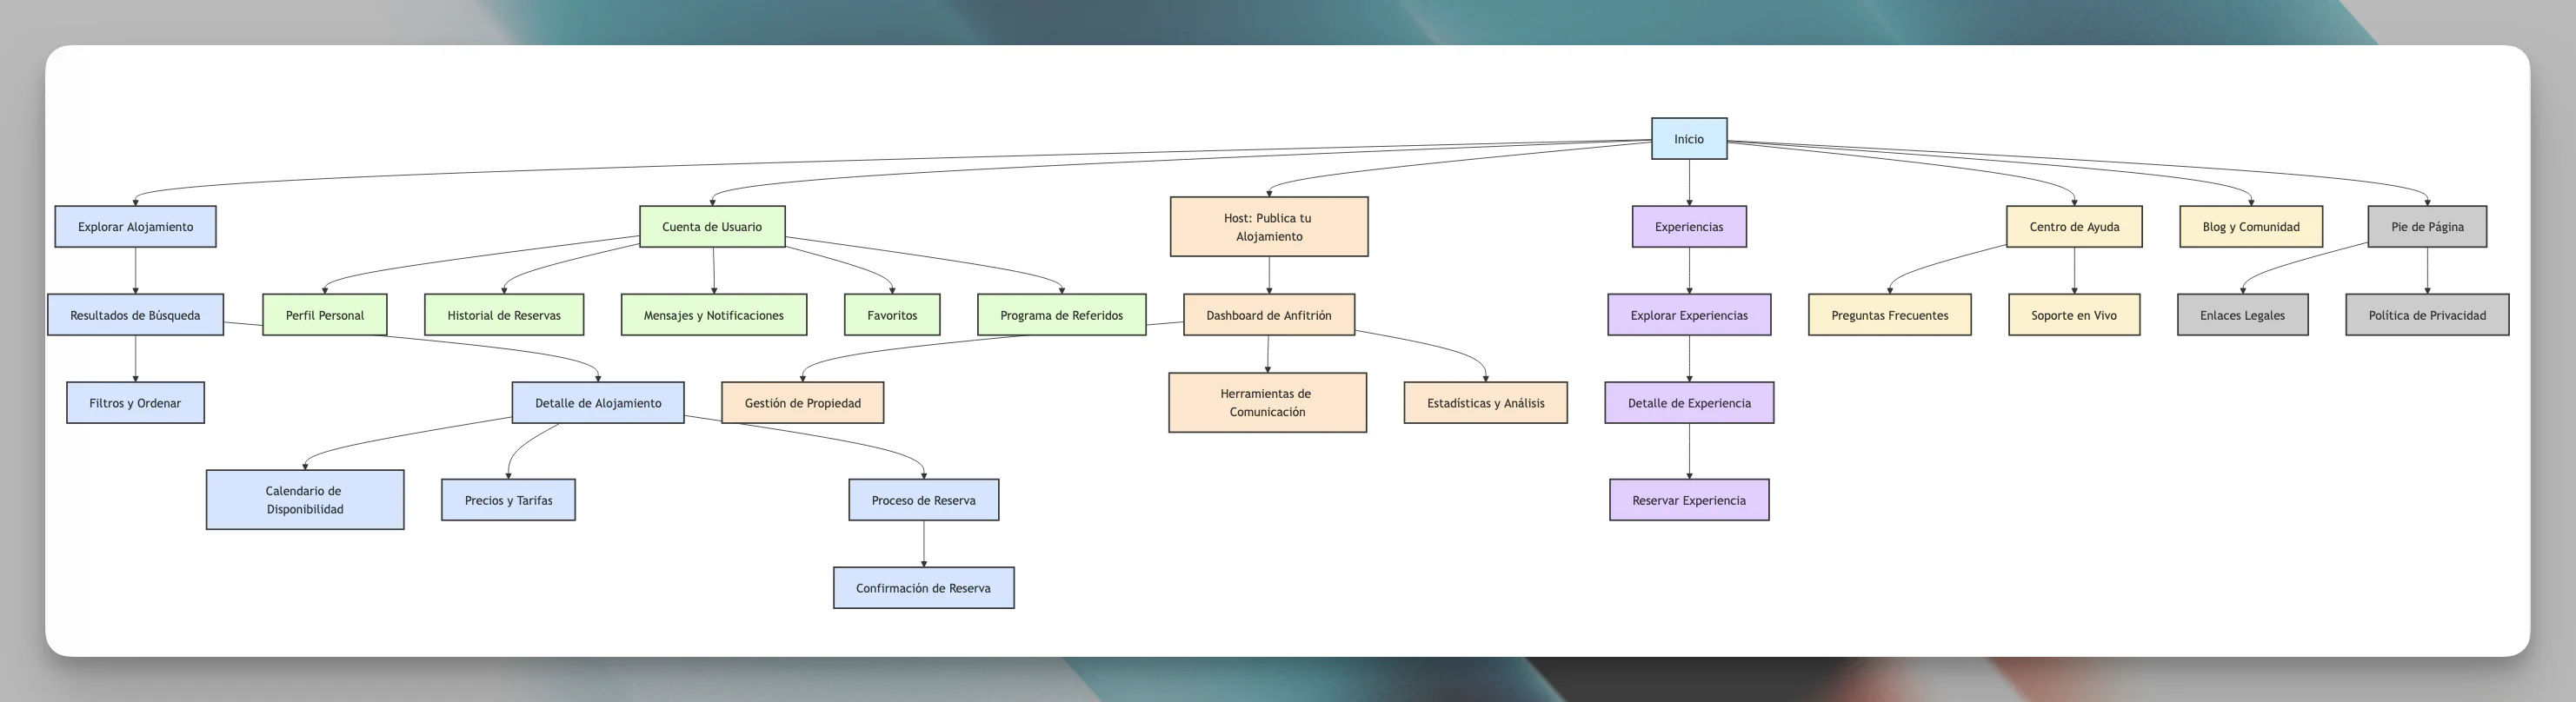 Inicio
Explorar Alojamiento
Cuenta de Usuario
Host: Publica tu
Alojamiento
Experiencias
Centro de Ayuda
Blog y Comunidad
Pie de Página
Resultados de Búsqueda
Perfil Personal
Historial de Reservas
Mensajes y Notificaciones
Favoritos
Programa de Referidos
Dashboard de Anfitrión
Explorar Experiencias
Preguntas Frecuentes
Soporte en Vivo
Enlaces Legales
Política de Privacidad
Filtros y Ordenar
Detalle de Alojamiento
Gestión de Propiedad
Herramientas de
Comunicación
Estadísticas y Análisis
Detalle de Experiencia
Calendario de
Disponibilidad
Precios y Tarifas
Proceso de Reserva
Reservar Experiencia
Confirmación de Reserva